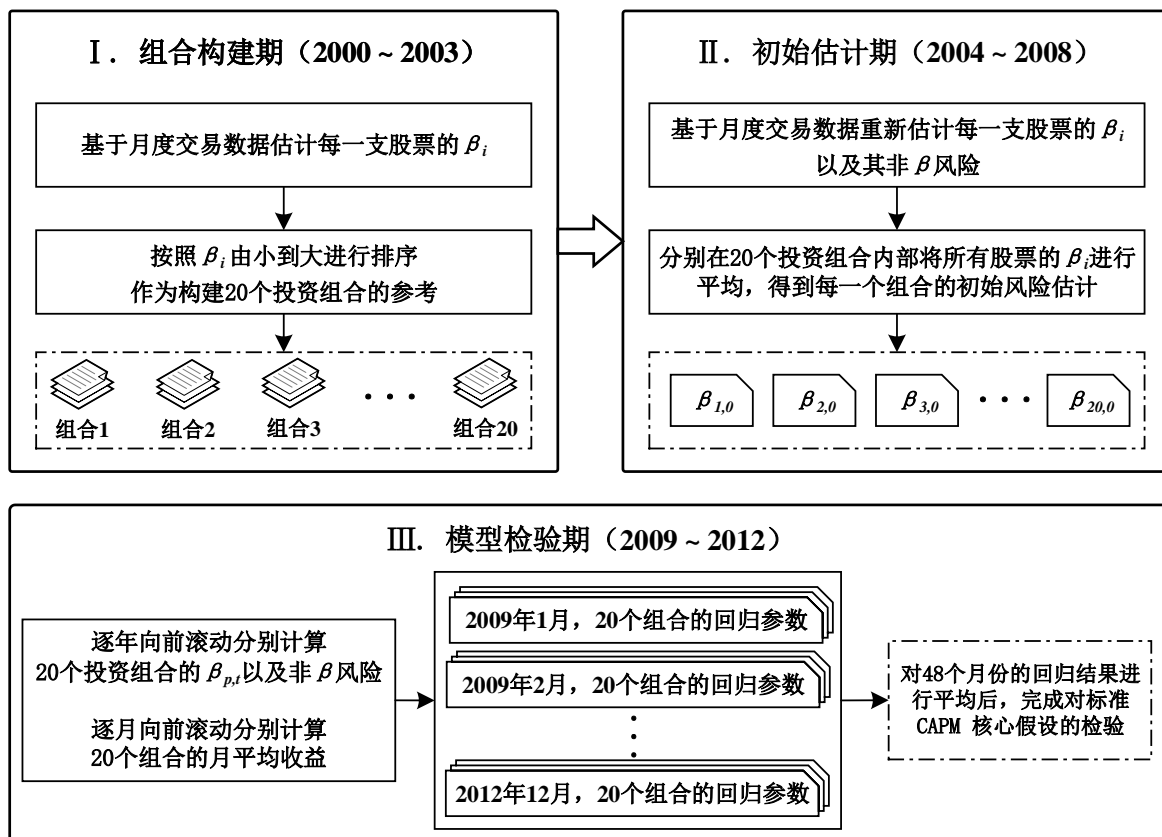 Ⅰ. 组合构建期（2000 ~ 2003）
基于月度交易数据估计每一支股票的 βi
按照 βi 由小到大进行排序
作为构建20个投资组合的参考
组合1
组合2
组合3
· · ·
组合20
Ⅱ. 初始估计期（2004 ~ 2008）
基于月度交易数据重新估计每一支股票的 βi
以及其非 β 风险
分别在20个投资组合内部将所有股票的 βi进行
平均，得到每一个组合的初始风险估计
β1,0
β2,0
β3,0
· · ·
β20,0
Ⅲ. 模型检验期（2009 ~ 2012）
逐年向前滚动分别计算
20个投资组合的 βp,t以及非 β 风险
逐月向前滚动分别计算
20个组合的月平均收益
2009年1月，20个组合的回归参数
2009年2月，20个组合的回归参数
· · ·
2012年12月，20个组合的回归参数
对48个月份的回归结果进
行平均后，完成对标准
CAPM 核心假设的检验